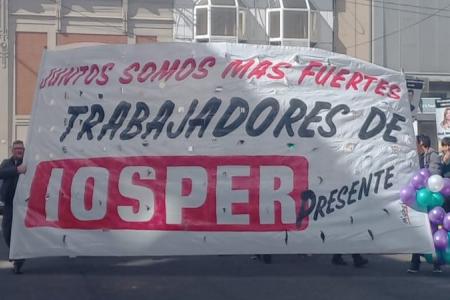 JUNTOS SOMOS MAS FUERTES
TRABAJADORES DE
IOSPER PRESENTE